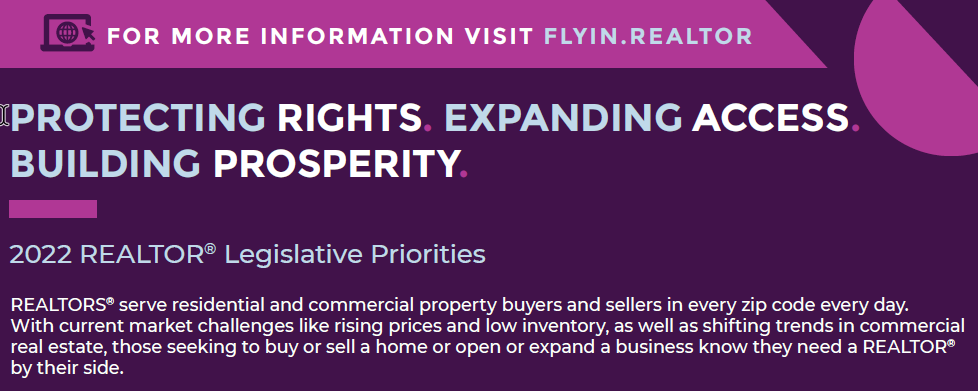 FOR MORE INFORMATION VISIT FLYIN.REALTOR
PROTECTING RIGHTS. EXPANDING ACCESS.
BUILDING PROSPERITY.
2022 REALTOR® Legislative Priorities
REALTORS® serve residential and commercial property buyers and sellers in every zip code every day.
With current market challenges like rising prices and low inventory, as well as shifting trends in commercial
real estate, those seeking to buy or sell a home or open or expand a business know they need a REALTOR®
by their side.